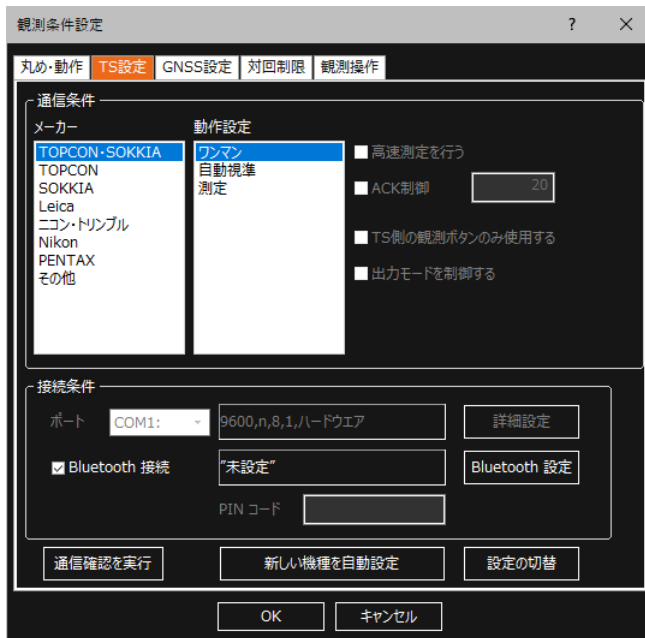 観測条件設定 ?
丸め・動作 TS設定 GNSS設定 対回制限 観測操作
通信条件
メーカー 動作設定
TOPCON・SOKKIA
TOPCON
SOKKIA
Leica
ニコン・トリンブル
Nikon
PENTAX
その他
ワンマン
自動視準
測定
高速測定を行う
ACK制御 20
TS側の観測ボタンのみ使用する
出力モードを制御する
接続条件
ポート COM1: 9600,n,8,1,ハードウエア 詳細設定
Bluetooth 接続 "未設定" Bluetooth 設定
PIN コード
通信確認を実行 新しい機種を自動設定 設定の切替
OK キャンセル